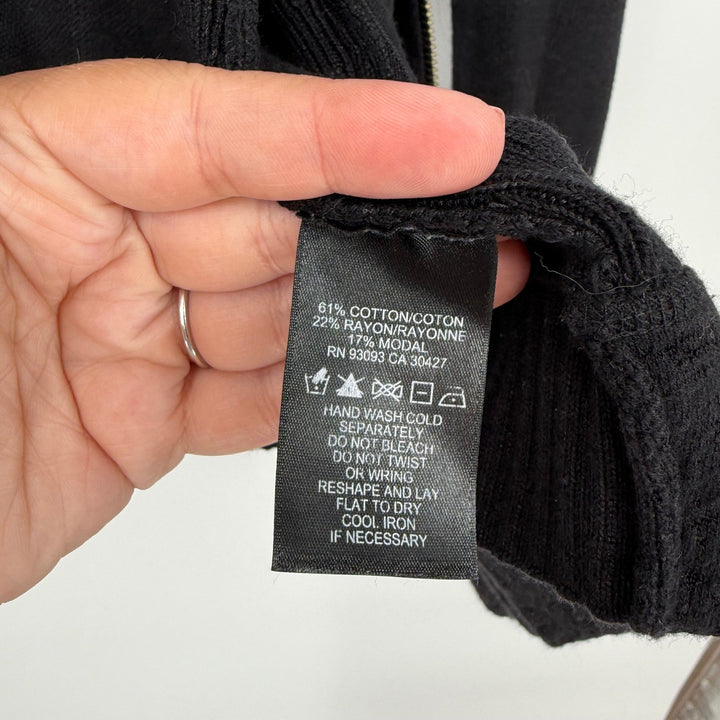 61% COTTON/COTON
22% RAYON/RAYONNE
17% MODAL
RN 93093 CA 30427
HAND WASH COLD
SEPARATELY
DO NOT BLEACH
DO NOT TWIST
OR WRING
RESHAPE AND LAY
FLAT TO DRY
COOL IRON
IF NECESSARY